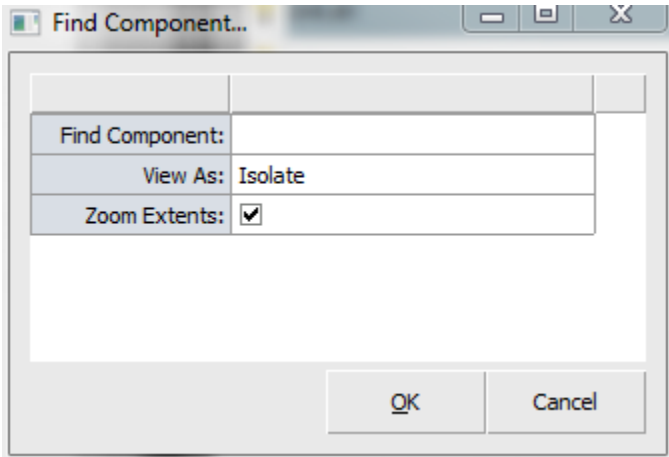 Find Component...
Find Component:
View As: Isolate
Zoom Extents:
OK Cancel